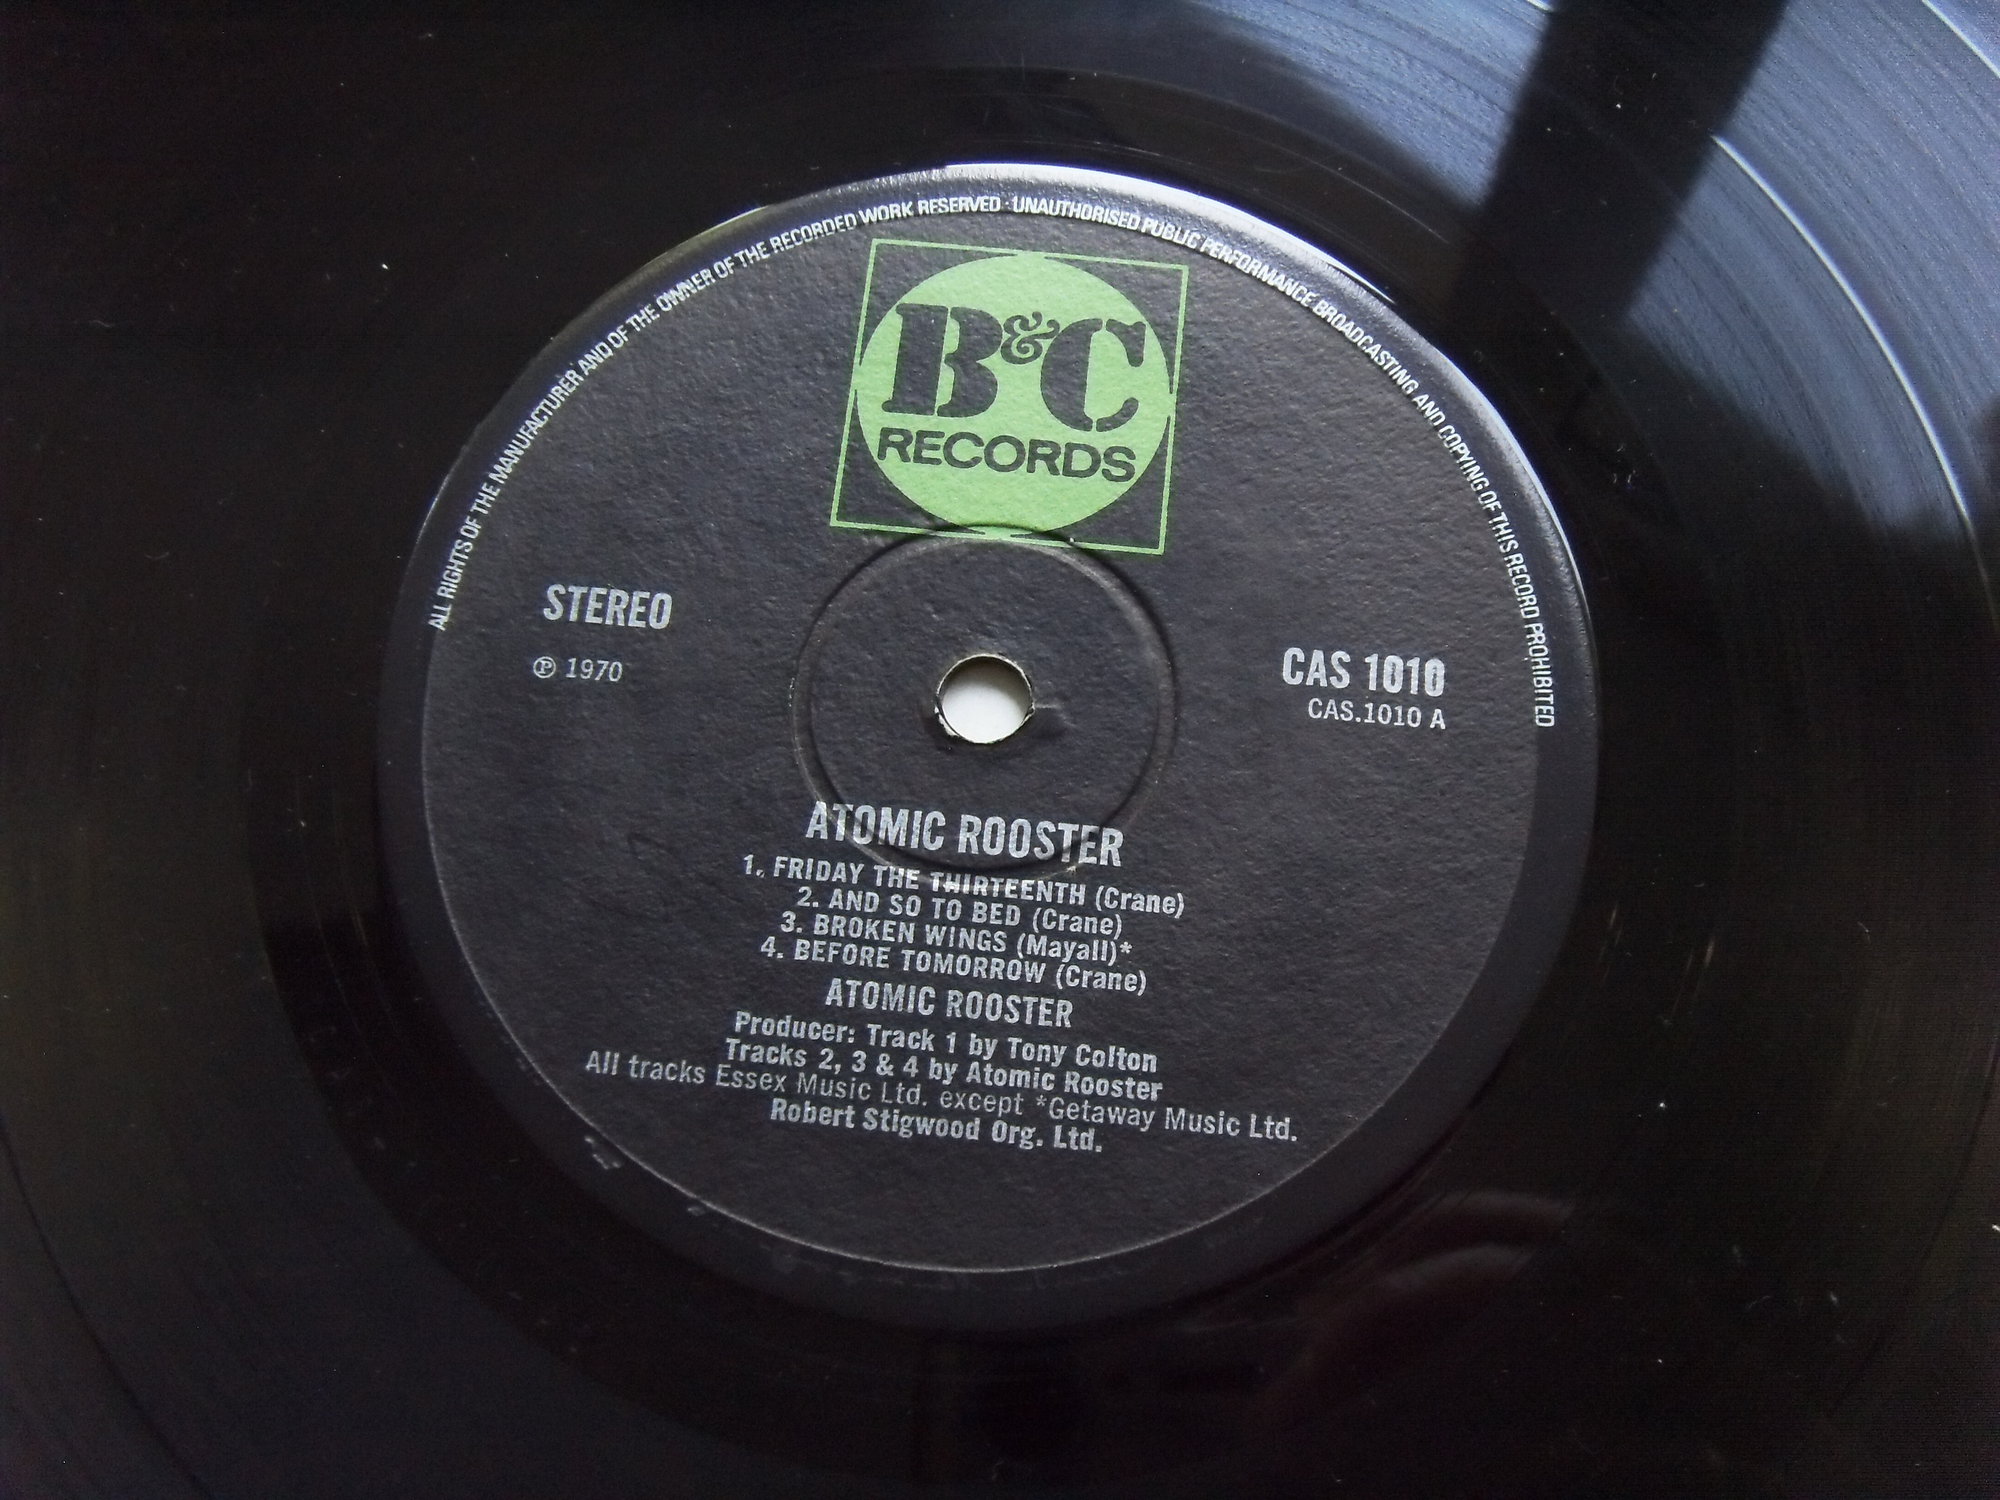 ALL RIGHTS OF THE MANUFACTURER AND OF THE OWNER OF THE RECORDED WORK RESERVED · UNAUTHORISED PUBLIC PERFORMANCE BROADCASTING AND COPYING OF THIS RECORD PROHIBITED
B&C
RECORDS
STEREO
℗ 1970
CAS 1010
CAS.1010 A
ATOMIC ROOSTER
1. FRIDAY THE THIRTEENTH (Crane)
2. AND SO TO BED (Crane)
3. BROKEN WINGS (Mayall)*
4. BEFORE TOMORROW (Crane)
ATOMIC ROOSTER
Producer: Track 1 by Tony Colton
Tracks 2, 3 & 4 by Atomic Rooster
All tracks Essex Music Ltd. except *Getaway Music Ltd.
Robert Stigwood Org. Ltd.